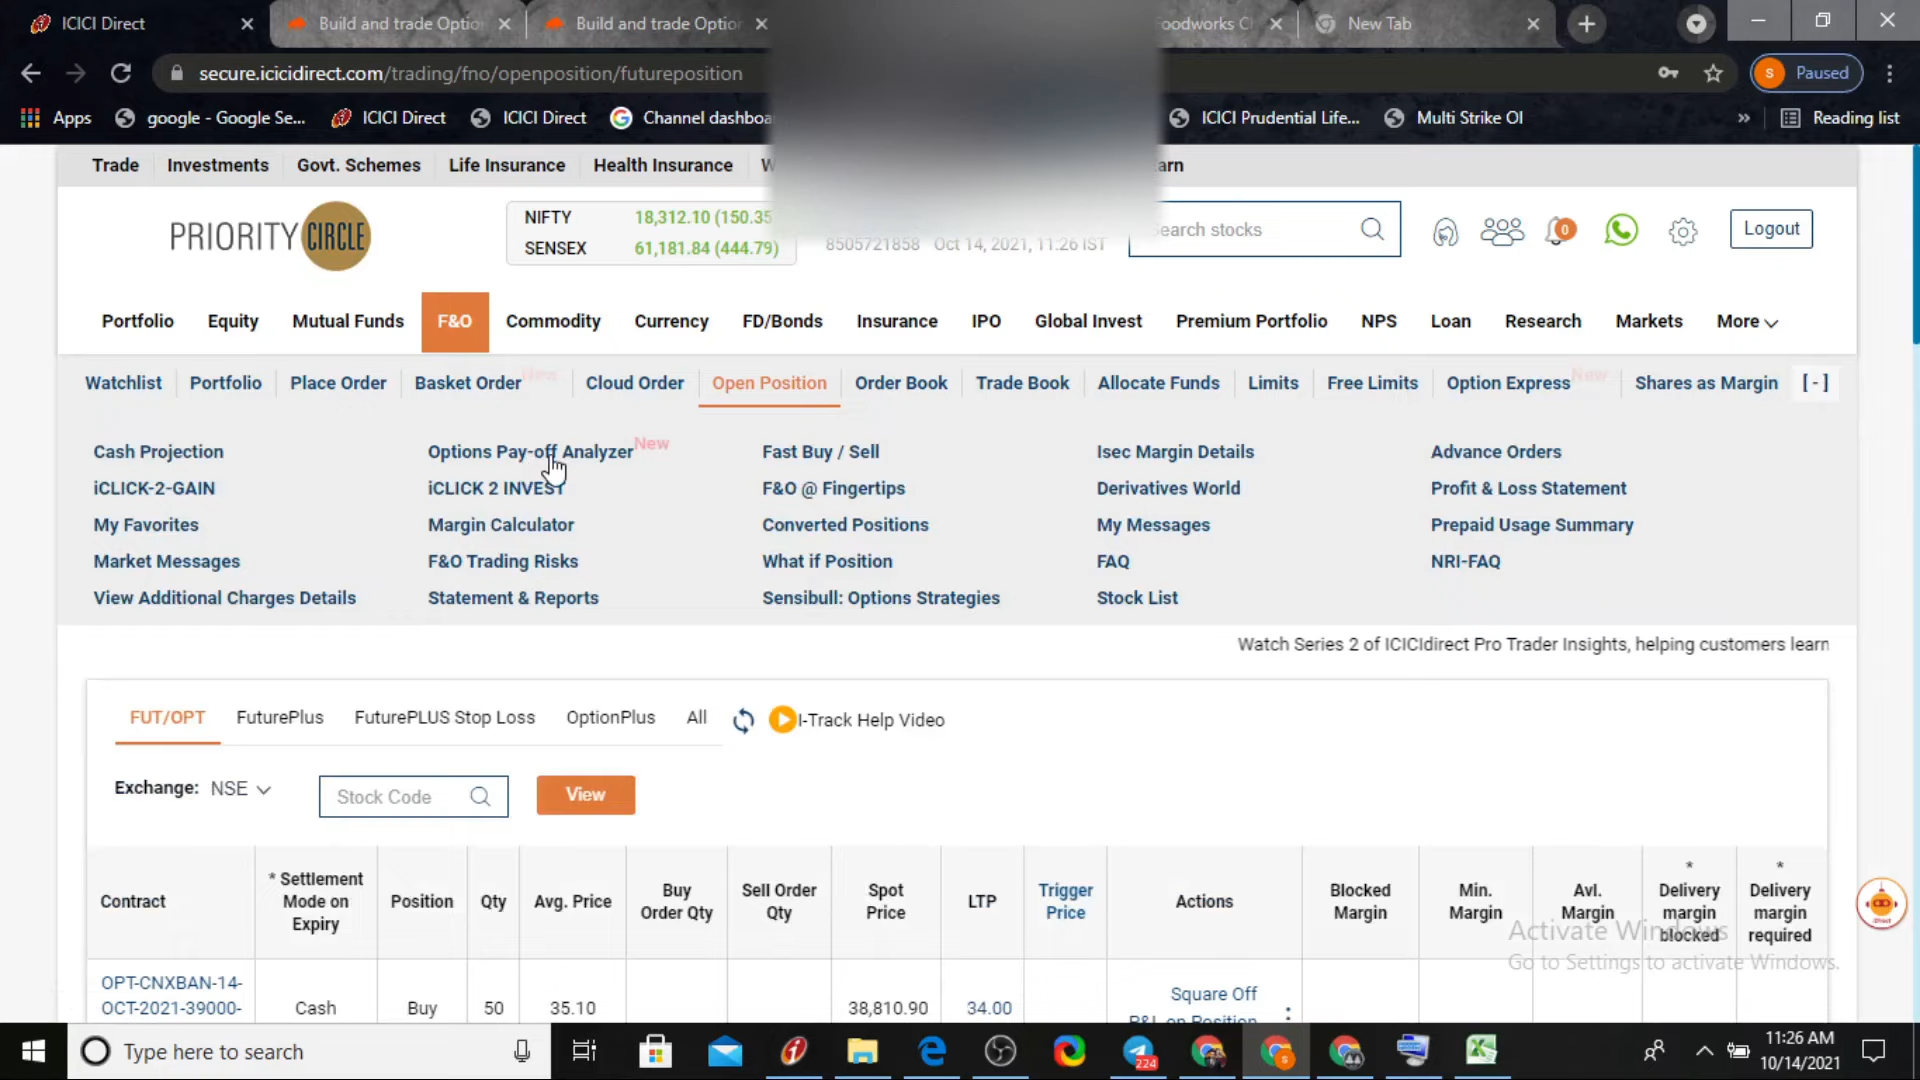 ICICI Direct
Build and trade Optio
Build and trade Option
Foodworks C
New Tab
secure.icicidirect.com/trading/fno/openposition/futureposition
S Paused
Apps google - Google Se... ICICI Direct ICICI Direct Channel dashboa ICICI Prudential Life... Multi Strike OI » Reading list
Trade Investments Govt. Schemes Life Insurance Health Insurance W arn
PRIORITY CIRCLE
NIFTY 18,312.10 (150.35
SENSEX 61,181.84 (444.79)
8505721858 Oct 14, 2021, 11:26 IST
Search stocks
0
Logout
Portfolio Equity Mutual Funds F&O Commodity Currency FD/Bonds Insurance IPO Global Invest Premium Portfolio NPS Loan Research Markets More
Watchlist Portfolio Place Order Basket Order New Cloud Order Open Position Order Book Trade Book Allocate Funds Limits Free Limits Option Express New Shares as Margin [ - ]
Cash Projection Options Pay-off Analyzer New Fast Buy / Sell Isec Margin Details Advance Orders
iCLICK-2-GAIN iCLICK 2 INVEST F&O @ Fingertips Derivatives World Profit & Loss Statement
My Favorites Margin Calculator Converted Positions My Messages Prepaid Usage Summary
Market Messages F&O Trading Risks What if Position FAQ NRI-FAQ
View Additional Charges Details Statement & Reports Sensibull: Options Strategies Stock List
Watch Series 2 of ICICIdirect Pro Trader Insights, helping customers learn
FUT/OPT FuturePlus FuturePLUS Stop Loss OptionPlus All I-Track Help Video
Exchange: NSE Stock Code View
Contract
* Settlement
Mode on
Expiry
Position
Qty
Avg. Price
Buy
Order Qty
Sell Order
Qty
Spot
Price
LTP
Trigger
Price
Actions
Blocked
Margin
Min.
Margin
Avl.
Margin
*
Delivery
margin
blocked
*
Delivery
margin
required
Activate Windows
Go to Settings to activate Windows.
OPT-CNXBAN-14-
OCT-2021-39000-
Cash Buy 50 35.10 38,810.90 34.00
Square Off
P&L on Position
Type here to search
224
11:26 AM
10/14/2021